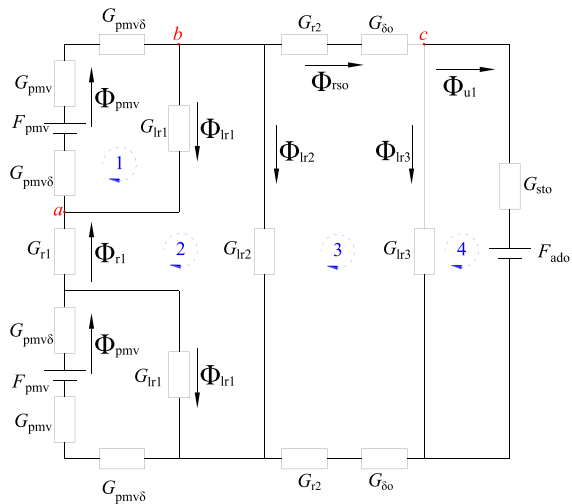 Gpmvδ
b
Gr2
Gδo
c
Gpmv
Φpmv
Φrso
Φu1
Fpmv
Glr1
Φlr1
Φlr2
Φlr3
Gpmvδ
1
Gsto
a
Gr1
Φr1
2
Glr2
3
Glr3
4
Fado
Gpmvδ
Φpmv
Fpmv
Glr1
Φlr1
Gpmv
Gpmvδ
Gr2
Gδo